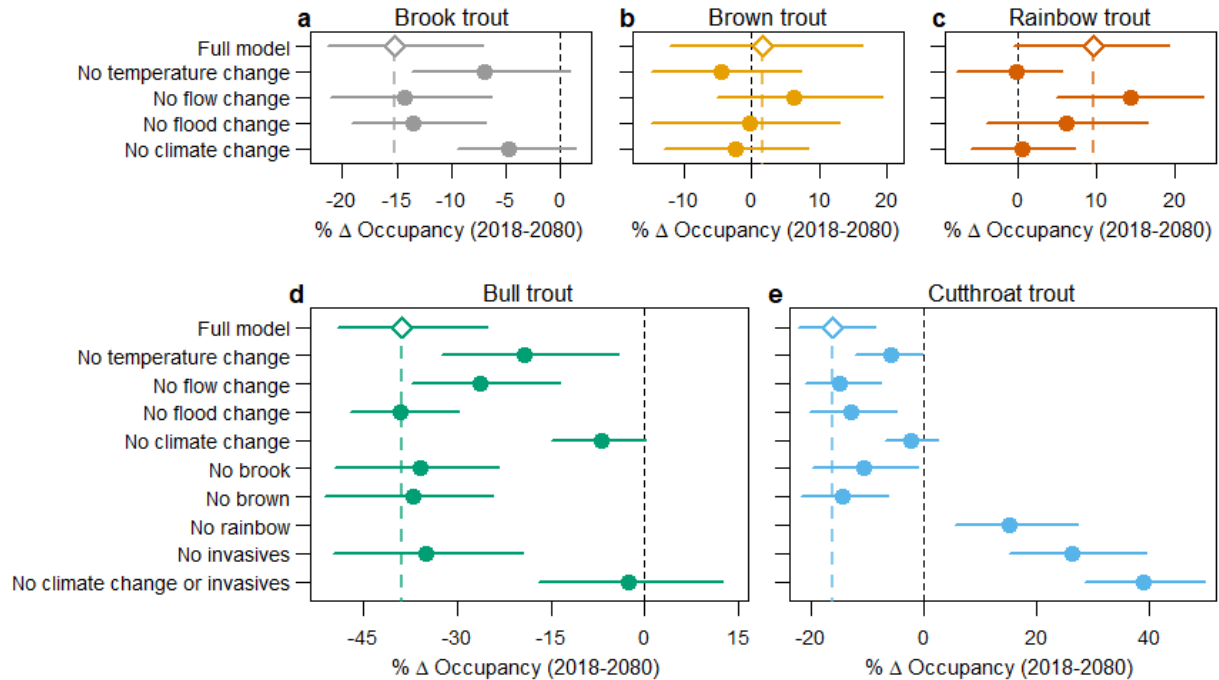 a Brook trout
b Brown trout
c Rainbow trout
Full model
No temperature change
No flow change
No flood change
No climate change
-20 -15 -10 -5 0
-10 0 10 20
0 10 20
% Δ Occupancy (2018-2080)
% Δ Occupancy (2018-2080)
% Δ Occupancy (2018-2080)
d Bull trout
e Cutthroat trout
Full model
No temperature change
No flow change
No flood change
No climate change
No brook
No brown
No rainbow
No invasives
No climate change or invasives
-45 -30 -15 0 15
-20 0 20 40
% Δ Occupancy (2018-2080)
% Δ Occupancy (2018-2080)